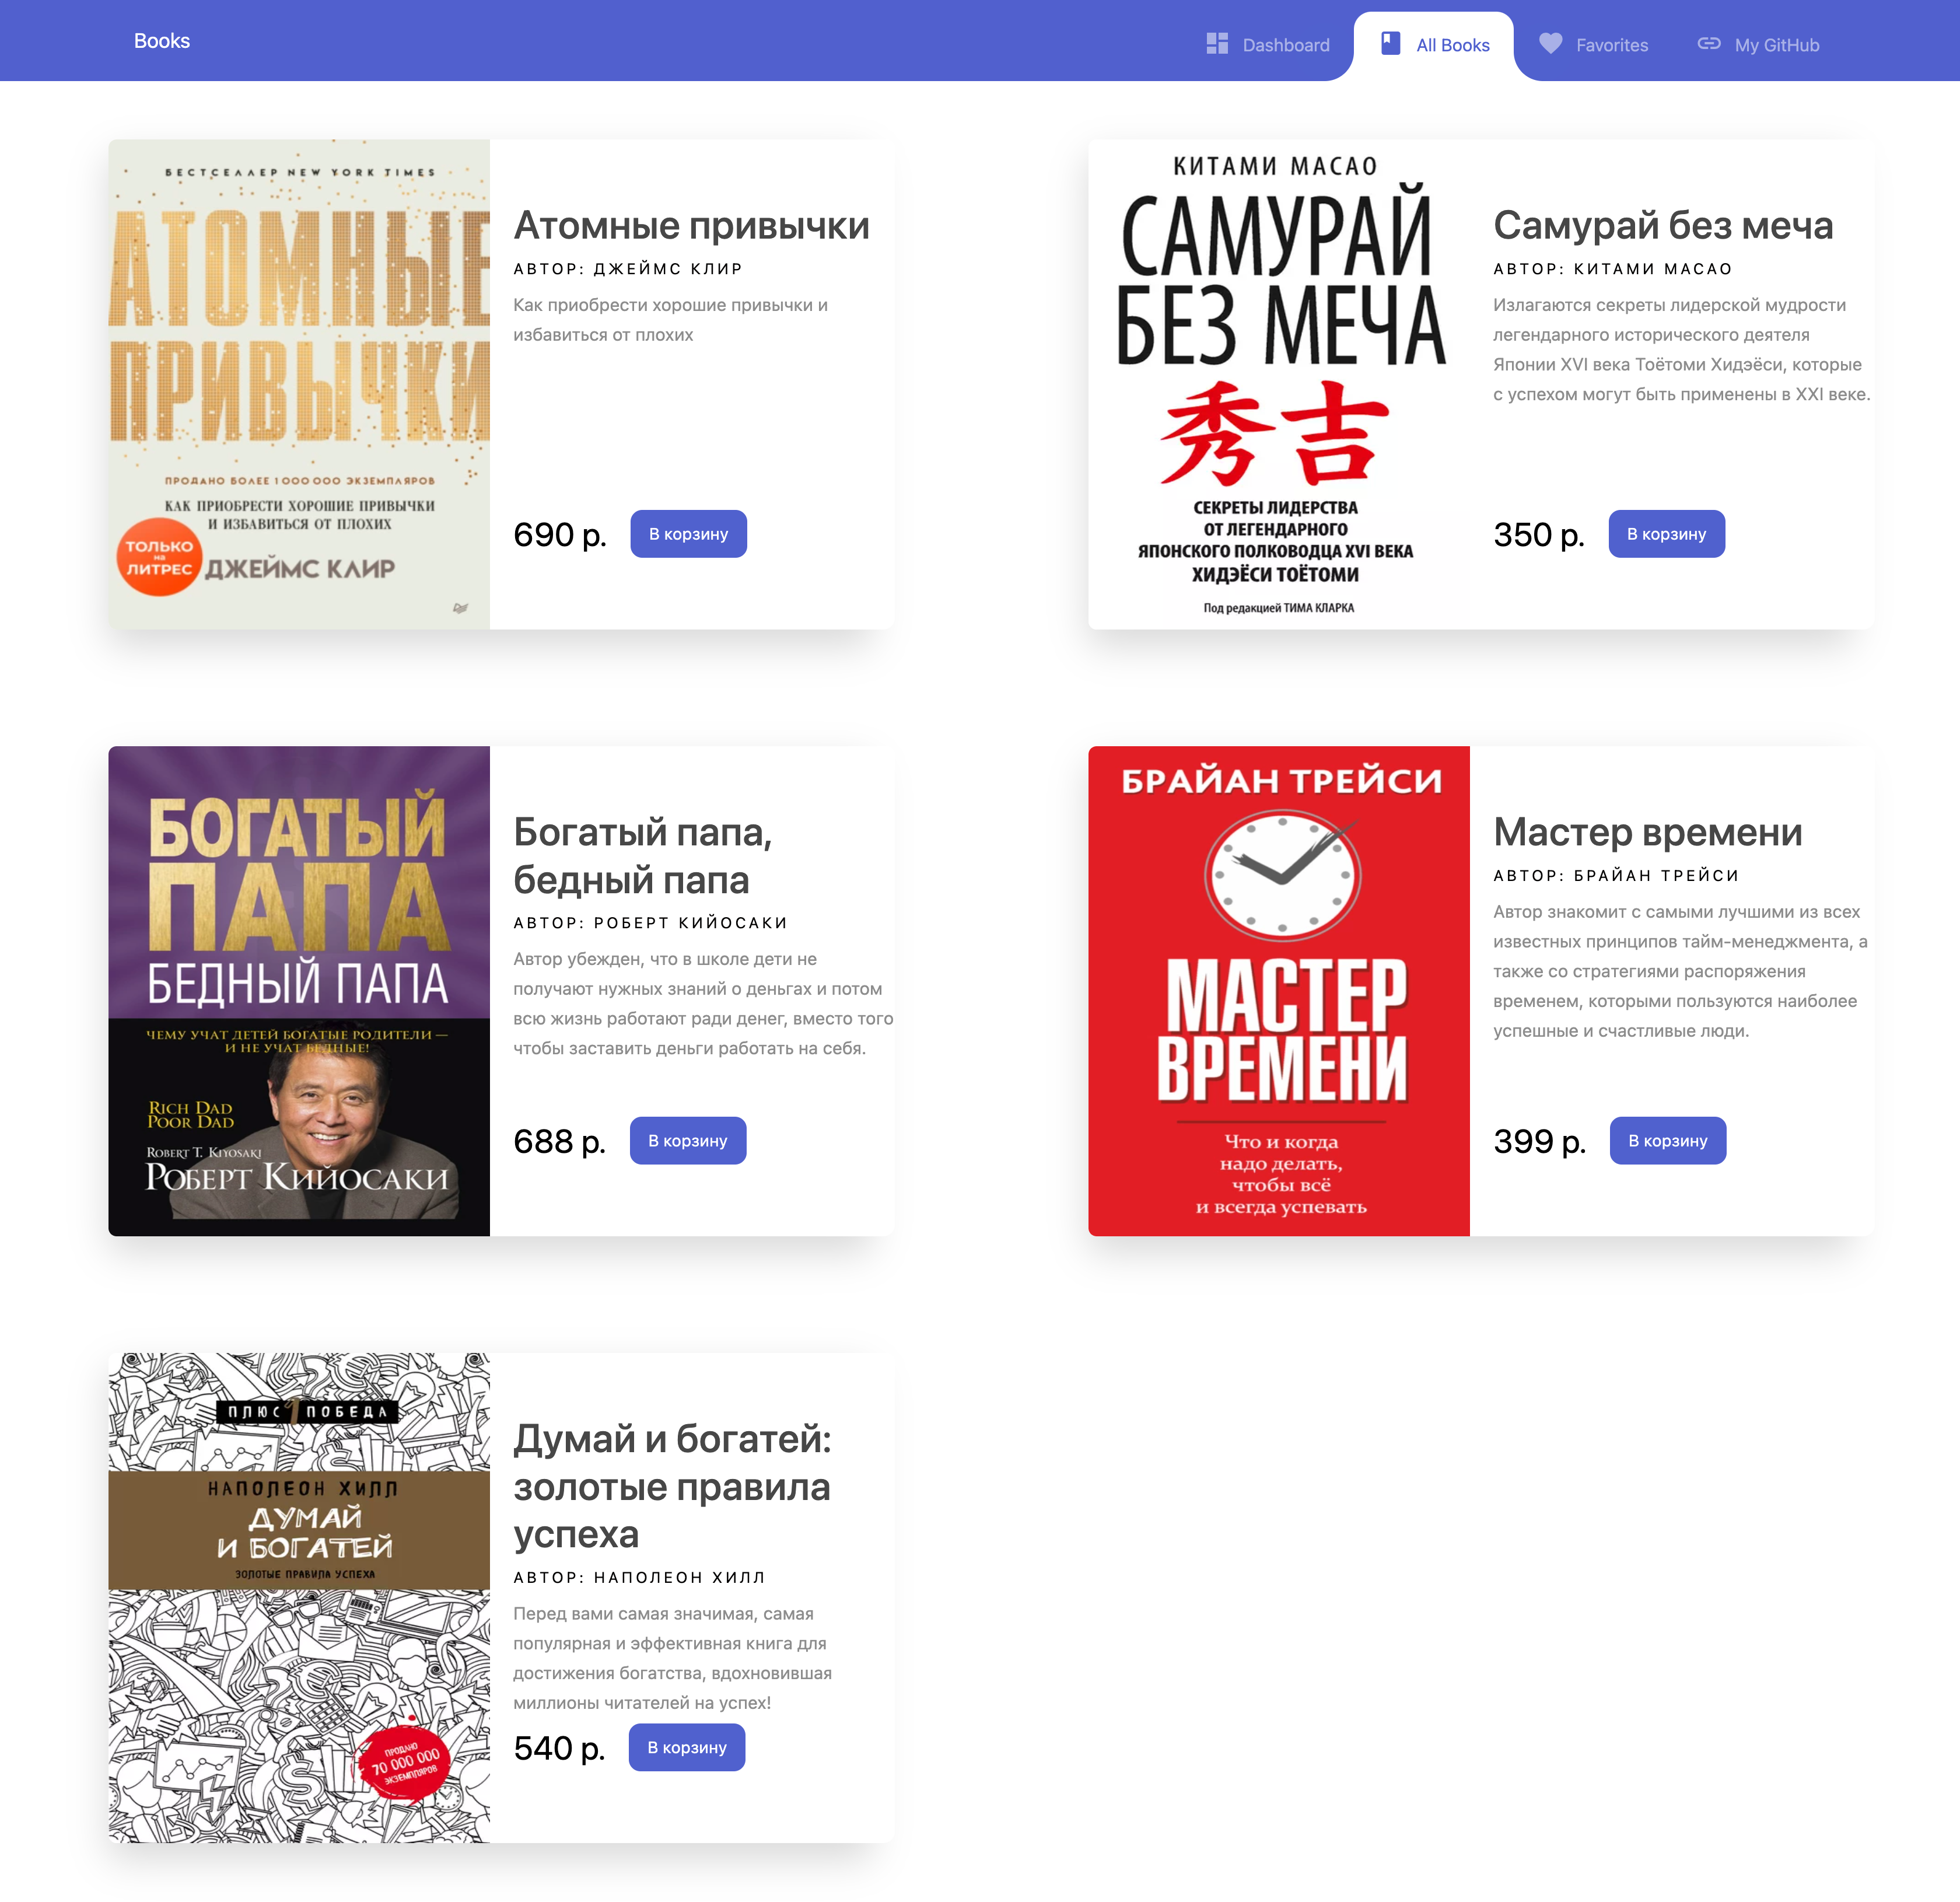 Books
Dashboard
All Books
Favorites
My GitHub
БЕСТСЕЛЛЕР NEW YORK TIMES
АТОМНЫЕ
ПРИВЫЧКИ
ПРОДАНО БОЛЕЕ 1 000 000 ЭКЗЕМПЛЯРОВ
КАК ПРИОБРЕСТИ ХОРОШИЕ ПРИВЫЧКИ
И ИЗБАВИТЬСЯ ОТ ПЛОХИХ
ТОЛЬКО
на
ЛИТРЕС
ДЖЕЙМС КЛИР
Атомные привычки
АВТОР: ДЖЕЙМС КЛИР
Как приобрести хорошие привычки и
избавиться от плохих
690 р.
В корзину
КИТАМИ МАСАО
САМУРАЙ
БЕЗ МЕЧА
秀吉
СЕКРЕТЫ ЛИДЕРСТВА
ОТ ЛЕГЕНДАРНОГО
ЯПОНСКОГО ПОЛКОВОДЦА XVI ВЕКА
ХИДЭЁСИ ТОЁТОМИ
Под редакцией ТИМА КЛАРКА
Самурай без меча
АВТОР: КИТАМИ МАСАО
Излагаются секреты лидерской мудрости
легендарного исторического деятеля
Японии XVI века Тоётоми Хидэёси, которые
с успехом могут быть применены в XXI веке.
350 р.
В корзину
БОГАТЫЙ
ПАПА
БЕДНЫЙ ПАПА
ЧЕМУ УЧАТ ДЕТЕЙ БОГАТЫЕ РОДИТЕЛИ —
И НЕ УЧАТ БЕДНЫЕ!
RICH DAD
POOR DAD
ROBERT T. KIYOSAKI
РОБЕРТ КИЙОСАКИ
Богатый папа,
бедный папа
АВТОР: РОБЕРТ КИЙОСАКИ
Автор убежден, что в школе дети не
получают нужных знаний о деньгах и потом
всю жизнь работают ради денег, вместо того
чтобы заставить деньги работать на себя.
688 р.
В корзину
БРАЙАН ТРЕЙСИ
МАСТЕР
ВРЕМЕНИ
Что и когда
надо делать,
чтобы всё
и всегда успевать
Мастер времени
АВТОР: БРАЙАН ТРЕЙСИ
Автор знакомит с самыми лучшими из всех
известных принципов тайм-менеджмента, а
также со стратегиями распоряжения
временем, которыми пользуются наиболее
успешные и счастливые люди.
399 р.
В корзину
ПЛЮС 1 ПОБЕДА
НАПОЛЕОН ХИЛЛ
ДУМАЙ
И БОГАТЕЙ
ЗОЛОТЫЕ ПРАВИЛА УСПЕХА
ПРОДАНО
70 000 000
ЭКЗЕМПЛЯРОВ
Думай и богатей:
золотые правила
успеха
АВТОР: НАПОЛЕОН ХИЛЛ
Перед вами самая значимая, самая
популярная и эффективная книга для
достижения богатства, вдохновившая
миллионы читателей на успех!
540 р.
В корзину